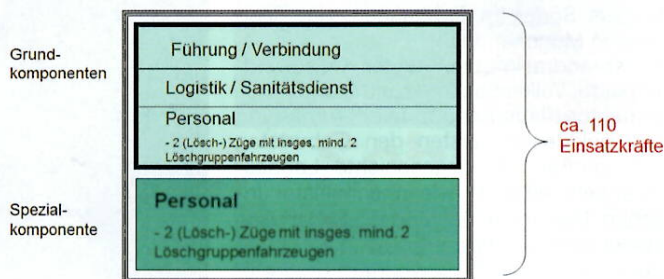 Grund-
komponenten
Führung / Verbindung
Logistik / Sanitätsdienst
Personal
- 2 (Lösch-) Züge mit insges. mind. 2
Löschgruppenfahrzeugen
Spezial-
komponente
Personal
- 2 (Lösch-) Züge mit insges. mind. 2
Löschgruppenfahrzeugen
ca. 110
Einsatzkräfte